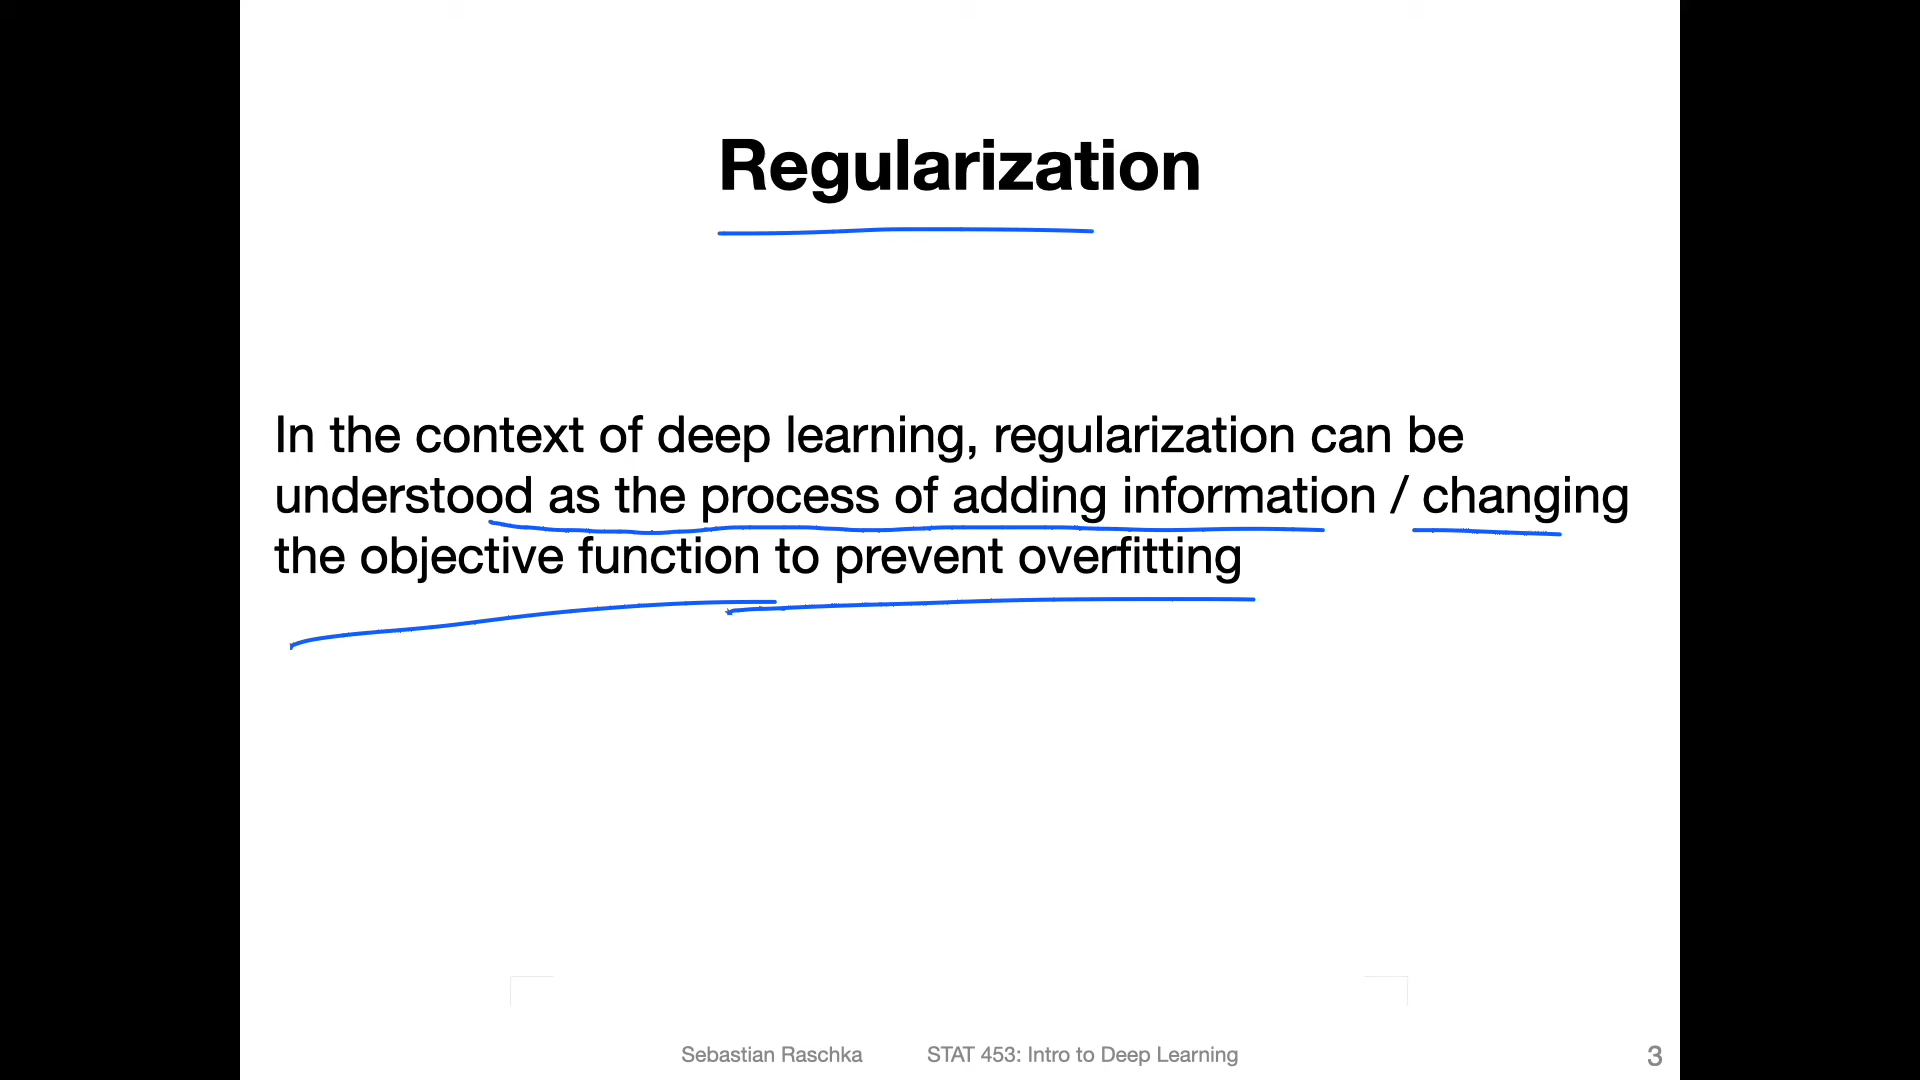 Regularization
In the context of deep learning, regularization can be
understood as the process of adding information / changing
the objective function to prevent overfitting
Sebastian Raschka STAT 453: Intro to Deep Learning 3